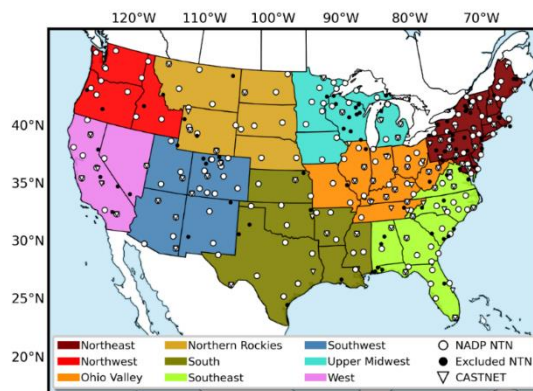 120°W 110°W 100°W 90°W 80°W 70°W
40°N
35°N
30°N
25°N
20°N
Northeast Northern Rockies Southwest NADP NTN
Northwest South Upper Midwest Excluded NTN
Ohio Valley Southeast West CASTNET